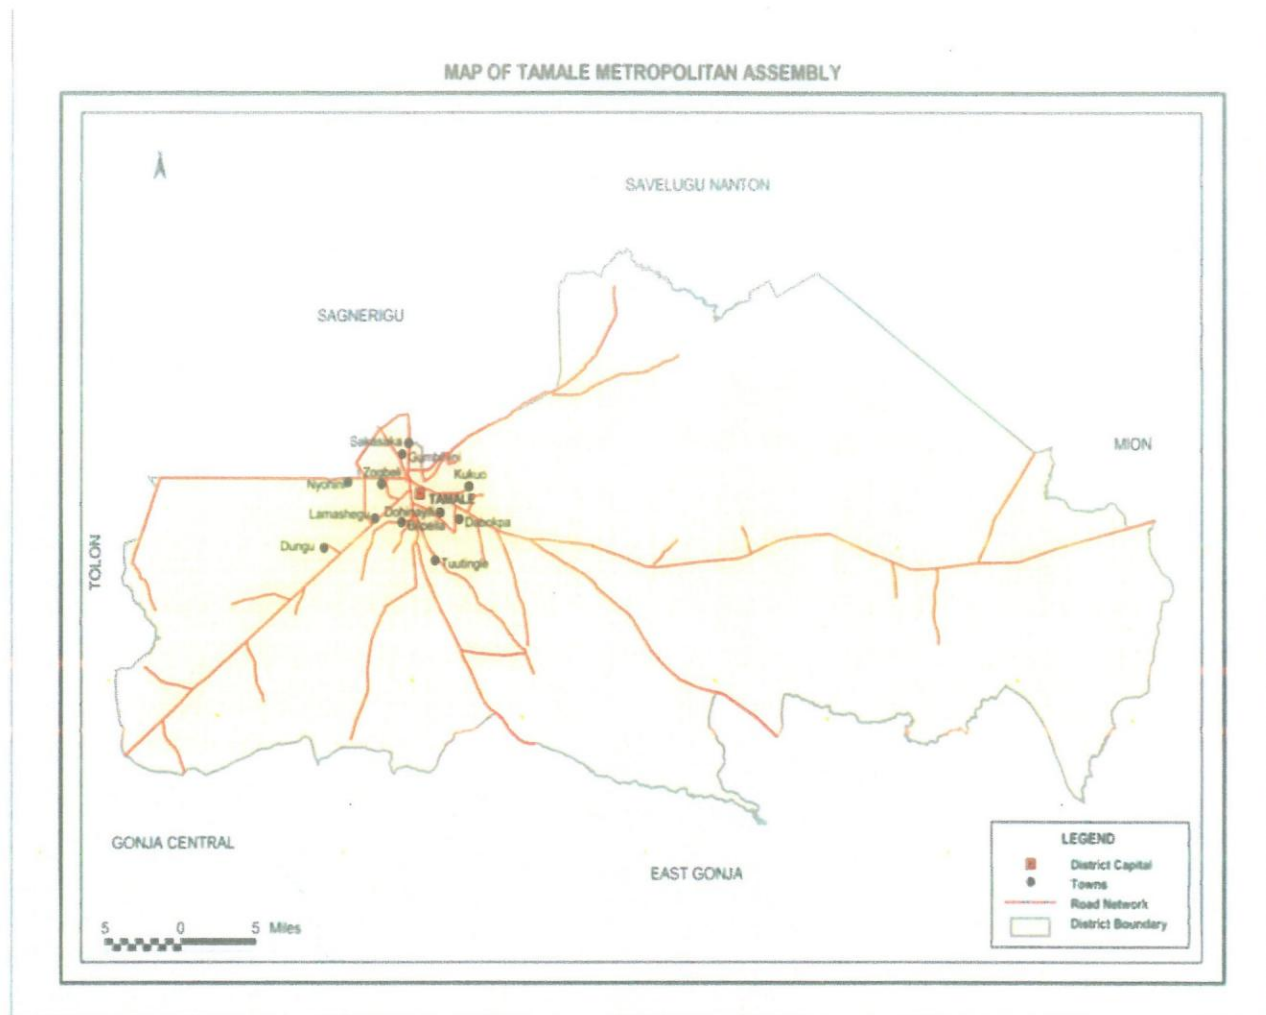 MAP OF TAMALE METROPOLITAN ASSEMBLY
SAVELUGU NANTON
SAGNERIGU
MION
Sakasaka
Gumbihini
Zogbeli
Kukuo
Nyohini
TAMALE
Lamashegu
Dohinayili
Dabokpa
Dungu
Tuutingle
TOLON
GONJA CENTRAL
EAST GONJA
LEGEND
District Capital
Towns
Road Network
District Boundary
5 0 5 Miles